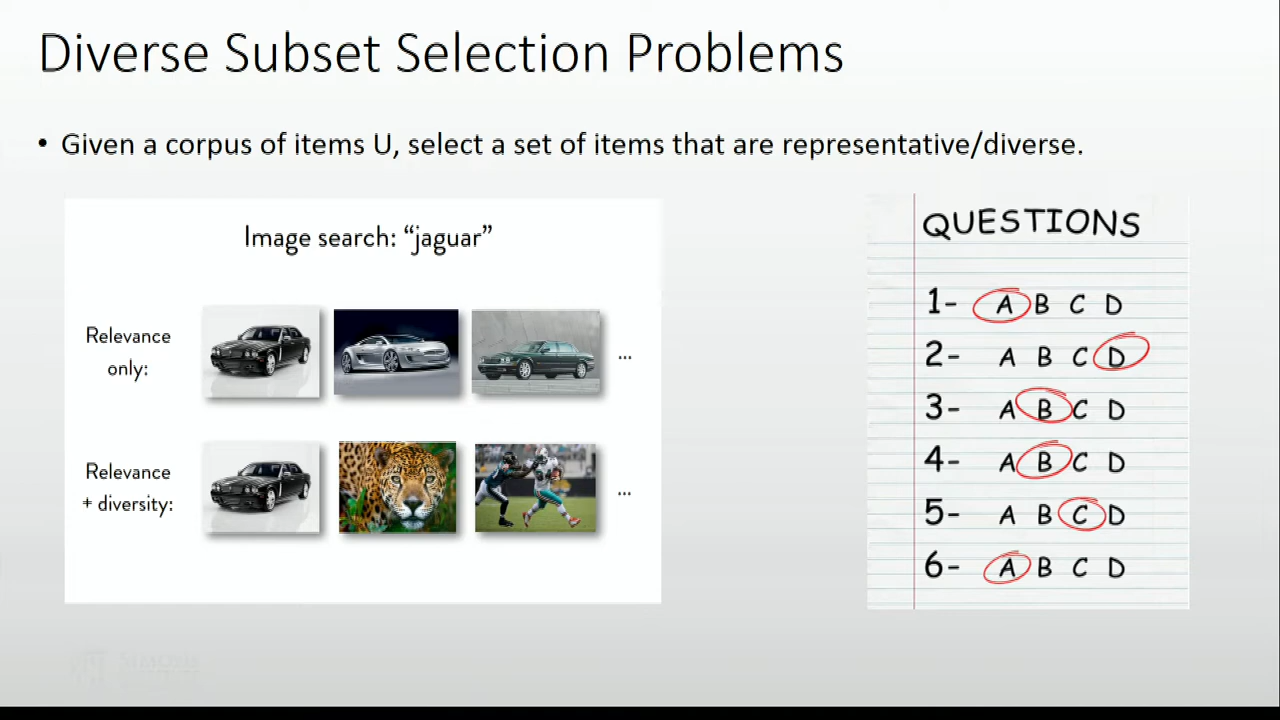 Diverse Subset Selection Problems
• Given a corpus of items U, select a set of items that are representative/diverse.
Image search: “jaguar”
Relevance
only:
...
Relevance
+ diversity:
...
QUESTIONS
1- A B C D
2- A B C D
3- A B C D
4- A B C D
5- A B C D
6- A B C D
SIMONS